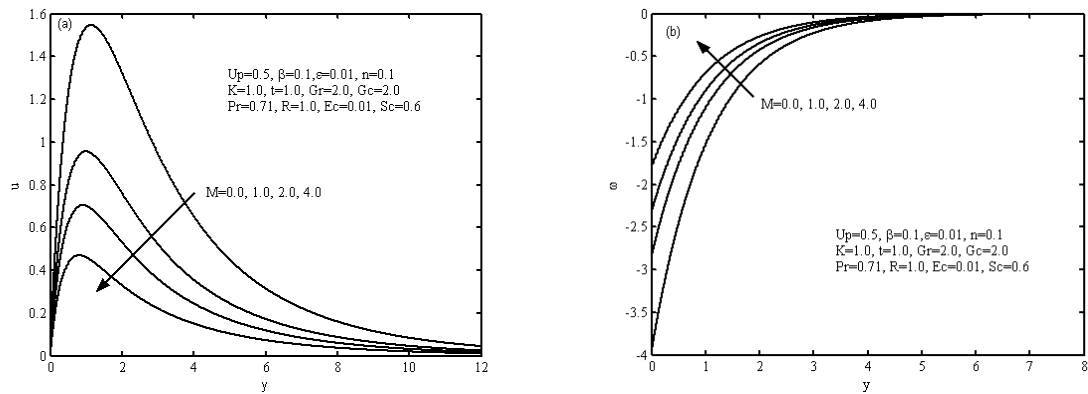 (a)
1.6
1.4
1.2
1
0.8
0.6
0.4
0.2
0
u
Up=0.5, β=0.1,ε=0.01, n=0.1
K=1.0, t=1.0, Gr=2.0, Gc=2.0
Pr=0.71, R=1.0, Ec=0.01, Sc=0.6
M=0.0, 1.0, 2.0, 4.0
0 2 4 6 8 10 12
y
(b)
0
-0.5
-1
-1.5
-2
-2.5
-3
-3.5
-4
ω
M=0.0, 1.0, 2.0, 4.0
Up=0.5, β=0.1,ε=0.01, n=0.1
K=1.0, t=1.0, Gr=2.0, Gc=2.0
Pr=0.71, R=1.0, Ec=0.01, Sc=0.6
0 1 2 3 4 5 6 7 8
y